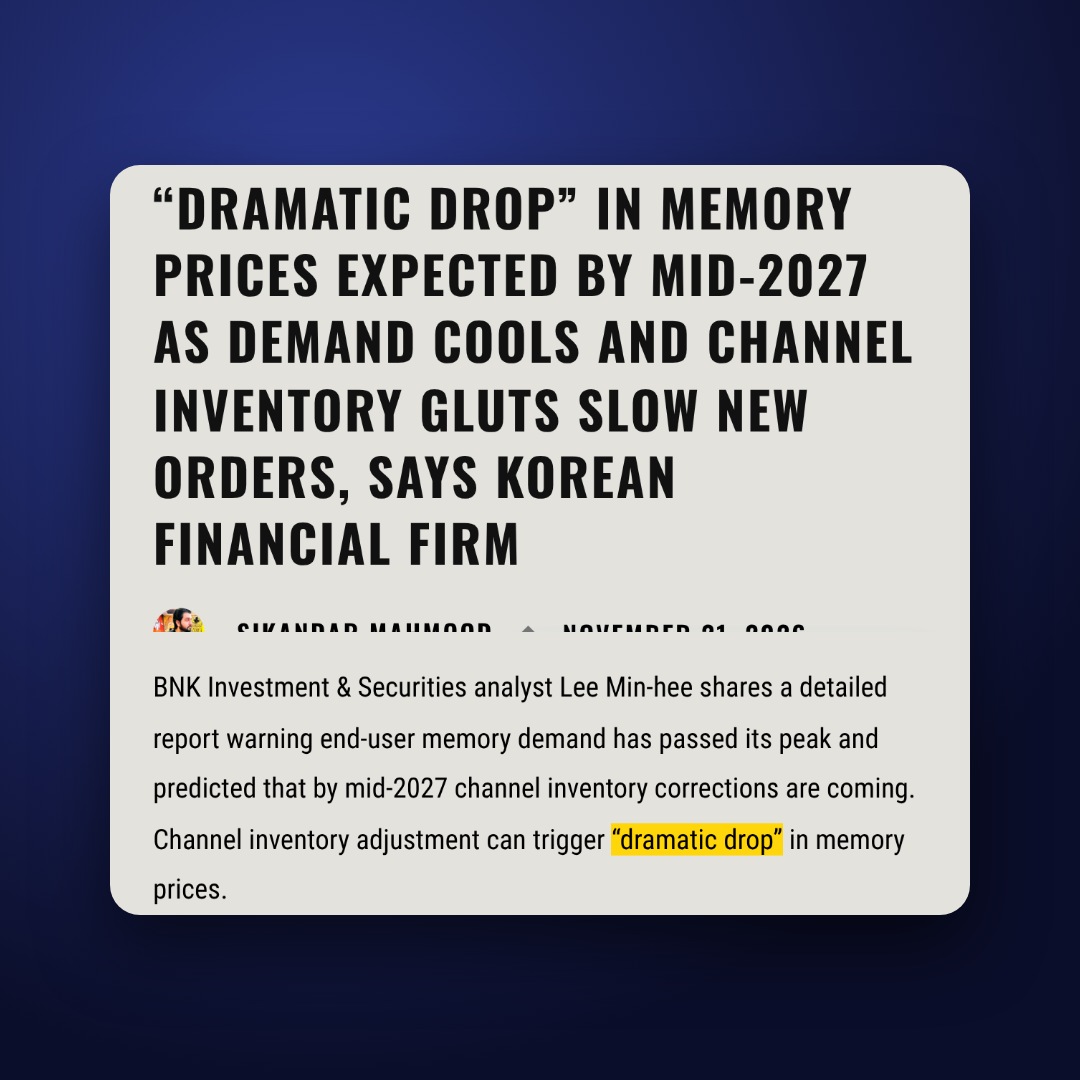 “DRAMATIC DROP” IN MEMORY
PRICES EXPECTED BY MID-2027
AS DEMAND COOLS AND CHANNEL
INVENTORY GLUTS SLOW NEW
ORDERS, SAYS KOREAN
FINANCIAL FIRM
SIKANDAR MAHMOOD
BNK Investment & Securities analyst Lee Min-hee shares a detailed
report warning end-user memory demand has passed its peak and
predicted that by mid-2027 channel inventory corrections are coming.
Channel inventory adjustment can trigger “dramatic drop” in memory
prices.